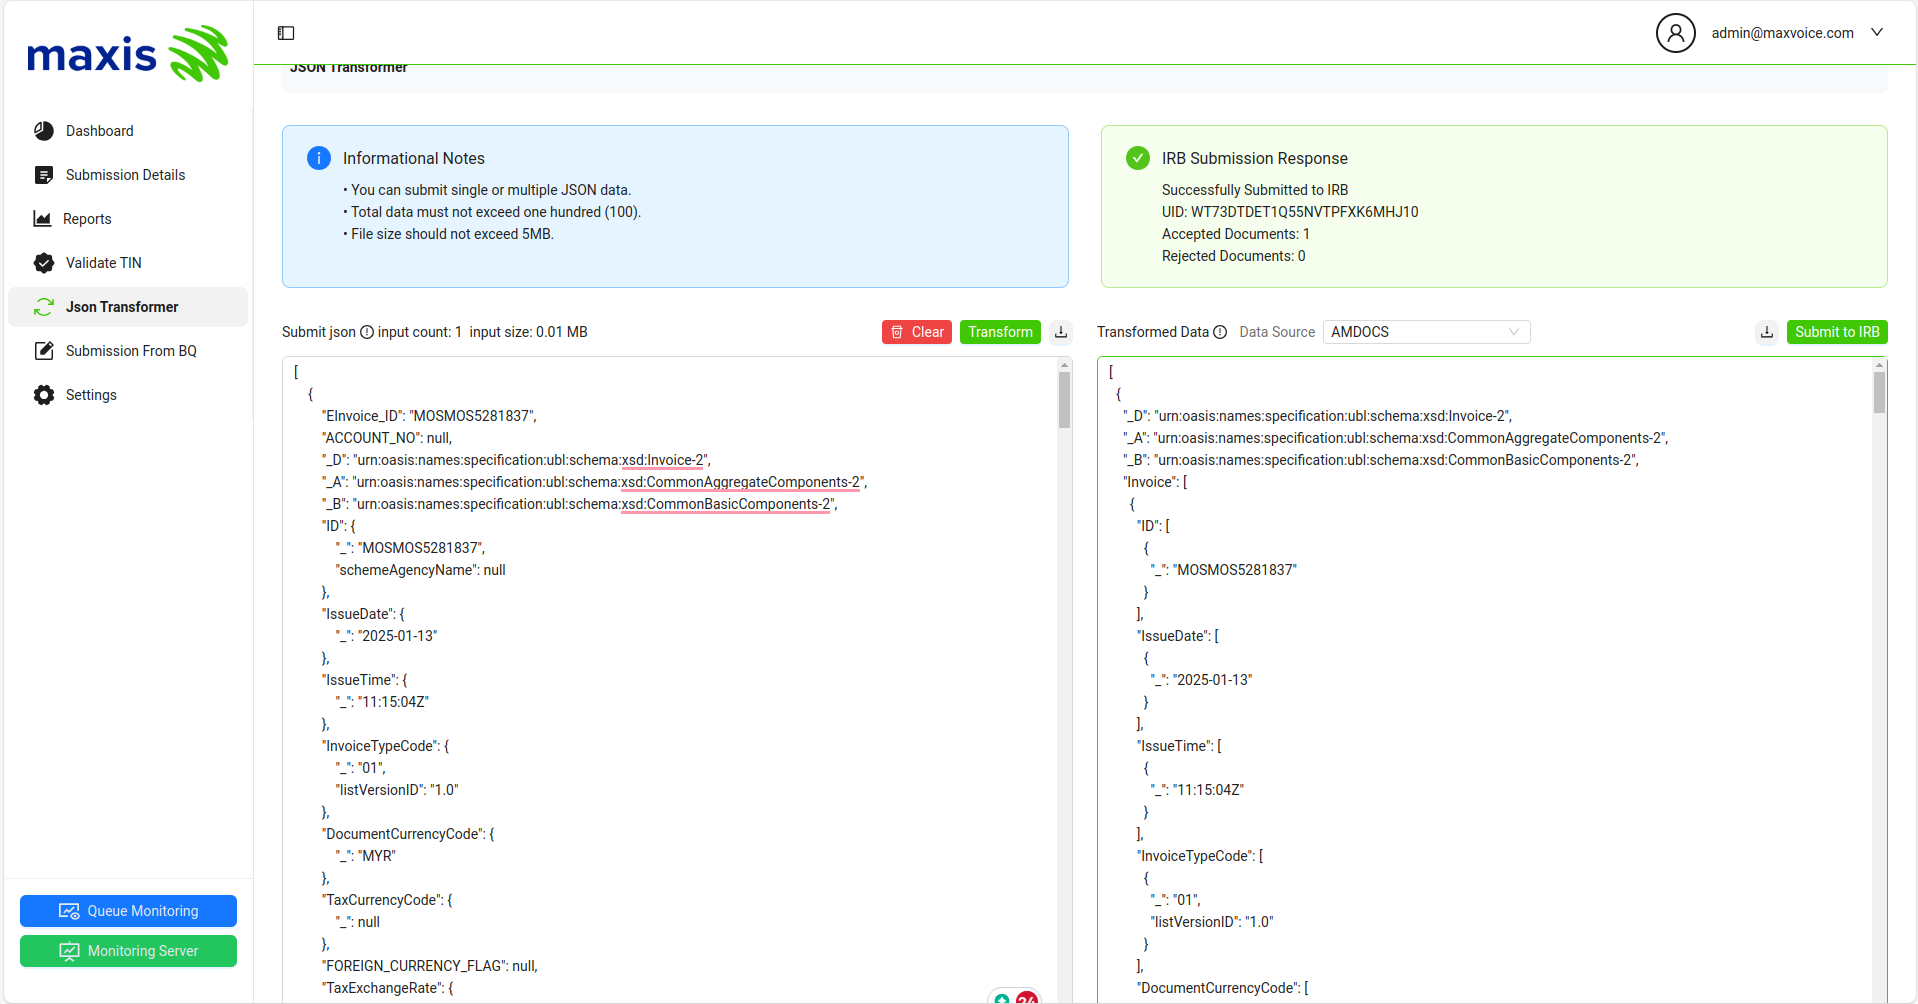 maxis
admin@maxvoice.com
JSON Transformer
Dashboard
Submission Details
Reports
Validate TIN
Json Transformer
Submission From BQ
Settings
Queue Monitoring
Monitoring Server
Informational Notes
• You can submit single or multiple JSON data.
• Total data must not exceed one hundred (100).
• File size should not exceed 5MB.
IRB Submission Response
Successfully Submitted to IRB
UID: WT73DTDET1Q55NVTPFXK6MHJ10
Accepted Documents: 1
Rejected Documents: 0
Submit json input count: 1 input size: 0.01 MB
Clear
Transform
[
{
"EInvoice_ID": "MOSMOS5281837",
"ACCOUNT_NO": null,
"_D": "urn:oasis:names:specification:ubl:schema:xsd:Invoice-2",
"_A": "urn:oasis:names:specification:ubl:schema:xsd:CommonAggregateComponents-2",
"_B": "urn:oasis:names:specification:ubl:schema:xsd:CommonBasicComponents-2",
"ID": {
"_": "MOSMOS5281837",
"schemeAgencyName": null
},
"IssueDate": {
"_": "2025-01-13"
},
"IssueTime": {
"_": "11:15:04Z"
},
"InvoiceTypeCode": {
"_": "01",
"listVersionID": "1.0"
},
"DocumentCurrencyCode": {
"_": "MYR"
},
"TaxCurrencyCode": {
"_": null
},
"FOREIGN_CURRENCY_FLAG": null,
"TaxExchangeRate": {
24
Transformed Data Data Source AMDOCS
Submit to IRB
[
{
"_D": "urn:oasis:names:specification:ubl:schema:xsd:Invoice-2",
"_A": "urn:oasis:names:specification:ubl:schema:xsd:CommonAggregateComponents-2",
"_B": "urn:oasis:names:specification:ubl:schema:xsd:CommonBasicComponents-2",
"Invoice": [
{
"ID": [
{
"_": "MOSMOS5281837"
}
],
"IssueDate": [
{
"_": "2025-01-13"
}
],
"IssueTime": [
{
"_": "11:15:04Z"
}
],
"InvoiceTypeCode": [
{
"_": "01",
"listVersionID": "1.0"
}
],
"DocumentCurrencyCode": [